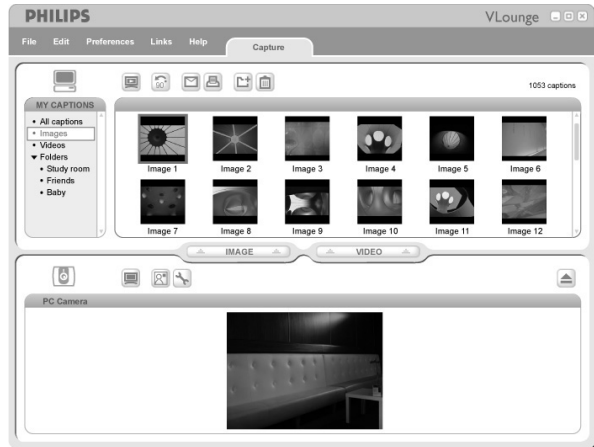 PHILIPS
VLounge
File Edit Preferences Links Help Capture
90°
1053 captions
MY CAPTIONS
• All captions
• Images
• Videos
▼ Folders
• Study room
• Friends
• Baby
Image 1 Image 2 Image 3 Image 4 Image 5 Image 6
Image 7 Image 8 Image 9 Image 10 Image 11 Image 12
IMAGE VIDEO
PC Camera